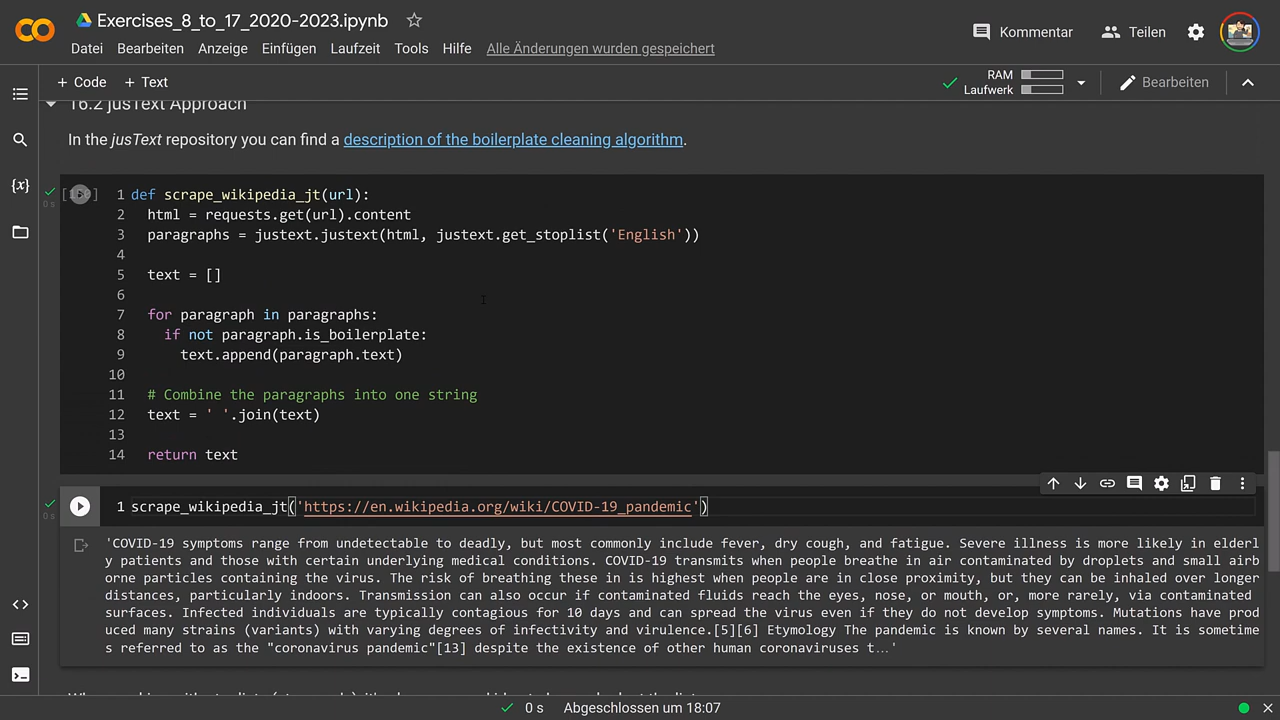 Exercises_8_to_17_2020-2023.ipynb
Kommentar
Teilen
Datei Bearbeiten Anzeige Einfügen Laufzeit Tools Hilfe Alle Änderungen wurden gespeichert
+ Code + Text
RAM
Laufwerk
Bearbeiten
16.2 jusText Approach
In the jusText repository you can find a description of the boilerplate cleaning algorithm.
1 def scrape_wikipedia_jt(url):
2 html = requests.get(url).content
3 paragraphs = justext.justext(html, justext.get_stoplist('English'))
4
5 text = []
6
7 for paragraph in paragraphs:
8 if not paragraph.is_boilerplate:
9 text.append(paragraph.text)
10
11 # Combine the paragraphs into one string
12 text = ' '.join(text)
13
14 return text
0 s
1 scrape_wikipedia_jt('https://en.wikipedia.org/wiki/COVID-19_pandemic')
0 s
'COVID-19 symptoms range from undetectable to deadly, but most commonly include fever, dry cough, and fatigue. Severe illness is more likely in elderl
y patients and those with certain underlying medical conditions. COVID-19 transmits when people breathe in air contaminated by droplets and small airb
orne particles containing the virus. The risk of breathing these in is highest when people are in close proximity, but they can be inhaled over longer
distances, particularly indoors. Transmission can also occur if contaminated fluids reach the eyes, nose, or mouth, or, more rarely, via contaminated
surfaces. Infected individuals are typically contagious for 10 days and can spread the virus even if they do not develop symptoms. Mutations have prod
uced many strains (variants) with varying degrees of infectivity and virulence.[5][6] Etymology The pandemic is known by several names. It is sometime
s referred to as the "coronavirus pandemic"[13] despite the existence of other human coronaviruses t…'
0 s Abgeschlossen um 18:07